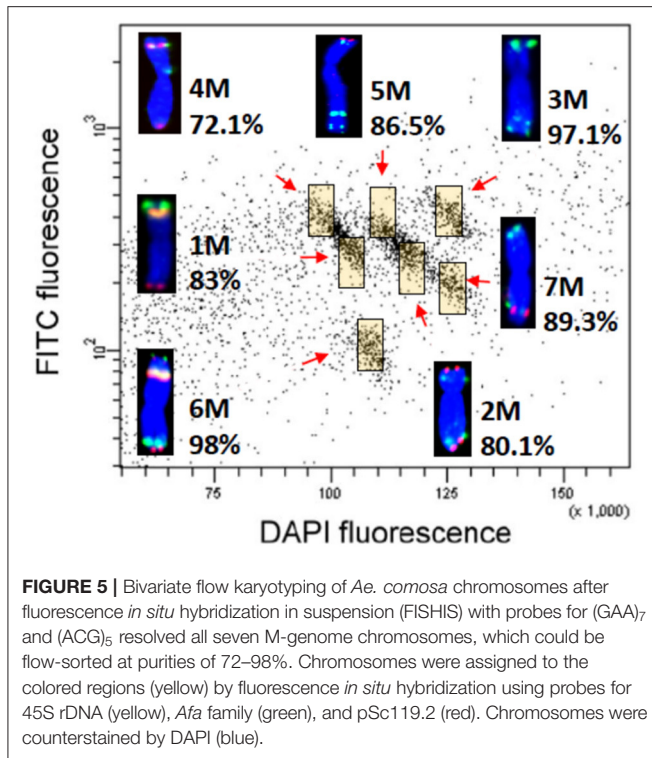 4M
72.1%
5M
86.5%
3M
97.1%
10³
1M
83%
7M
89.3%
FITC fluorescence
10²
6M
98%
2M
80.1%
75
100
125
150
(x 1,000)
DAPI fluorescence
FIGURE 5 | Bivariate flow karyotyping of Ae. comosa chromosomes after
fluorescence in situ hybridization in suspension (FISHIS) with probes for (GAA)₇
and (ACG)₅ resolved all seven M-genome chromosomes, which could be
flow-sorted at purities of 72–98%. Chromosomes were assigned to the
colored regions (yellow) by fluorescence in situ hybridization using probes for
45S rDNA (yellow), Afa family (green), and pSc119.2 (red). Chromosomes were
counterstained by DAPI (blue).